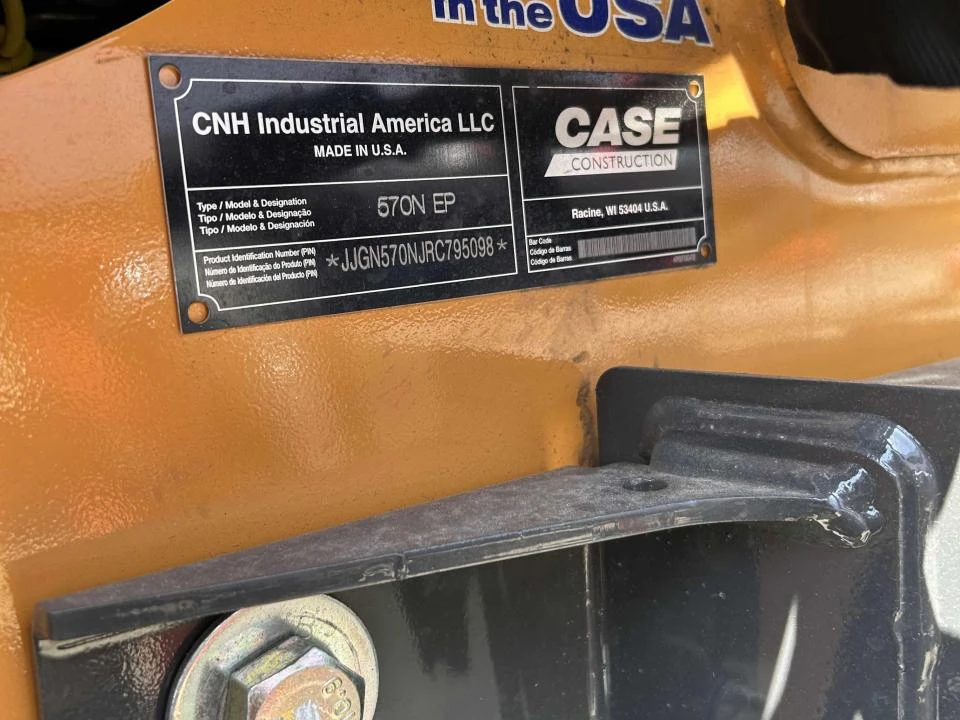 in the USA
CNH Industrial America LLC
MADE IN U.S.A.
Type / Model & Designation
Tipo / Modelo & Designação
Tipo / Modelo & Designación
570N EP
Product Identification Number (PIN)
Número de Identificação do Produto (PIN)
Número de Identificación del Producto (PIN)
*JJGN570NJRC795098*
CASE
CONSTRUCTION
Racine, WI 53404 U.S.A.
Bar Code
Código de Barras
Código de Barras
10.9